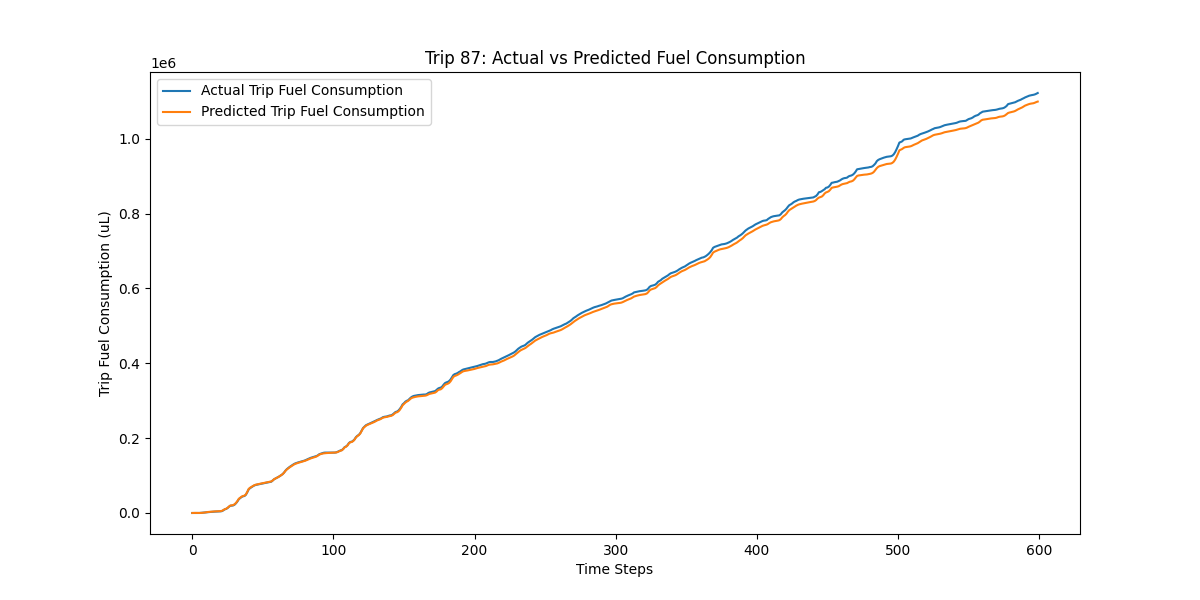 Trip 87: Actual vs Predicted Fuel Consumption
1e6
Actual Trip Fuel Consumption
Predicted Trip Fuel Consumption
1.0
0.8
0.6
0.4
0.2
0.0
Trip Fuel Consumption (uL)
0 100 200 300 400 500 600
Time Steps